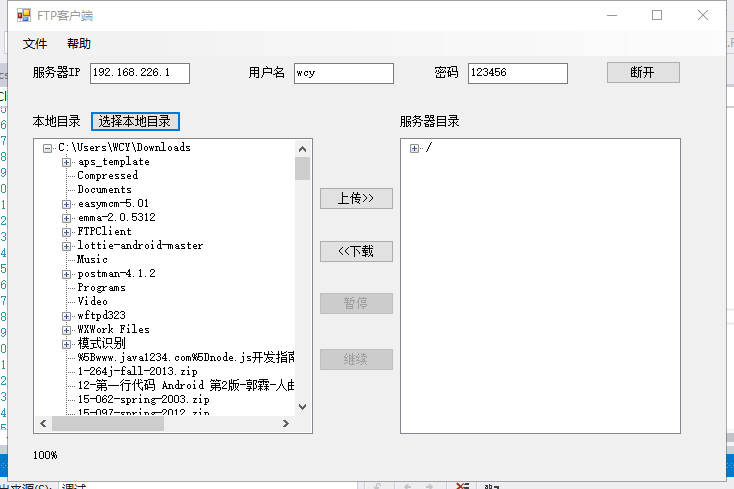 FTP客户端
文件 帮助
服务器IP 192.168.226.1 用户名 wcy 密码 123456 断开
本地目录 选择本地目录 服务器目录
C:\Users\WCY\Downloads
aps_template
Compressed
Documents
easymcm-5.01
emma-2.0.5312
FTPClient
lottie-android-master
Music
postman-4.1.2
Programs
Video
wftpd323
WXWork Files
模式识别
%5Bwww.java1234.com%5Dnode.js开发指南
1-264j-fall-2013.zip
12-第一行代码 Android 第2版-郭霖-人由
15-062-spring-2003.zip
15-097-spring-2012.zip
/
上传>>
<<下载
暂停
继续
100%
出来源(S): 调试